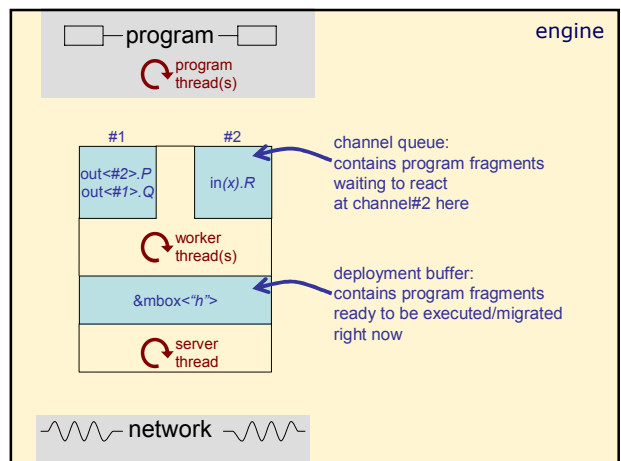 engine
program
program
thread(s)
#1
#2
out<#2>.P
out<#1>.Q
in(x).R
channel queue:
contains program fragments
waiting to react
at channel#2 here
worker
thread(s)
&mbox<“h”>
deployment buffer:
contains program fragments
ready to be executed/migrated
right now
server
thread
network